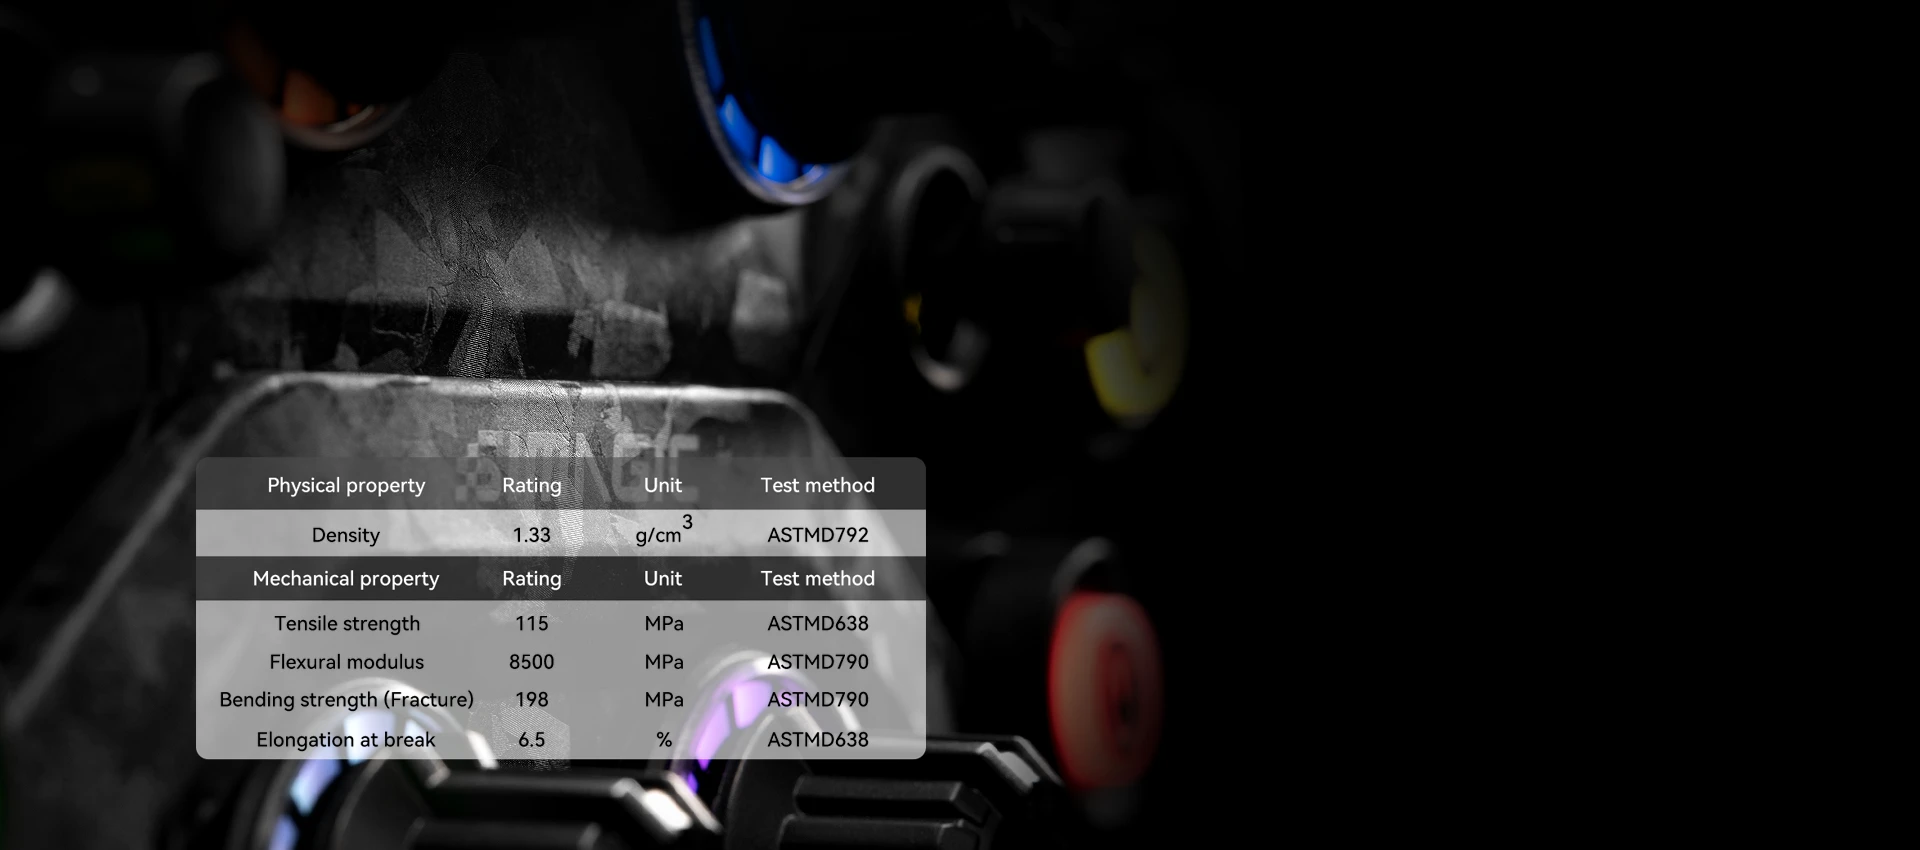 SIMAGIC
Physical property Rating Unit Test method
Density 1.33 g/cm³ ASTMD792
Mechanical property Rating Unit Test method
Tensile strength 115 MPa ASTMD638
Flexural modulus 8500 MPa ASTMD790
Bending strength (Fracture) 198 MPa ASTMD790
Elongation at break 6.5 % ASTMD638